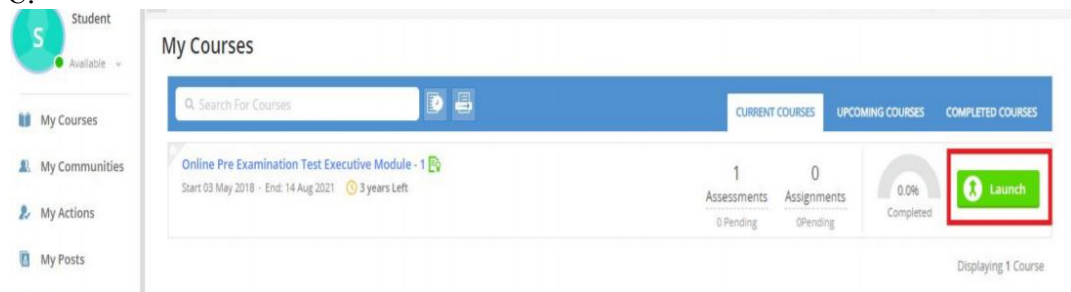 Student
S
Available
My Courses
My Communities
My Actions
My Posts
My Courses
Search For Courses
CURRENT COURSES UPCOMING COURSES COMPLETED COURSES
Online Pre Examination Test Executive Module - 1
Start 03 May 2018 - End: 14 Aug 2021 3 years Left
1 Assessments
0 Pending
0 Assignments
0Pending
0.0%
Completed
Launch
Displaying 1 Course